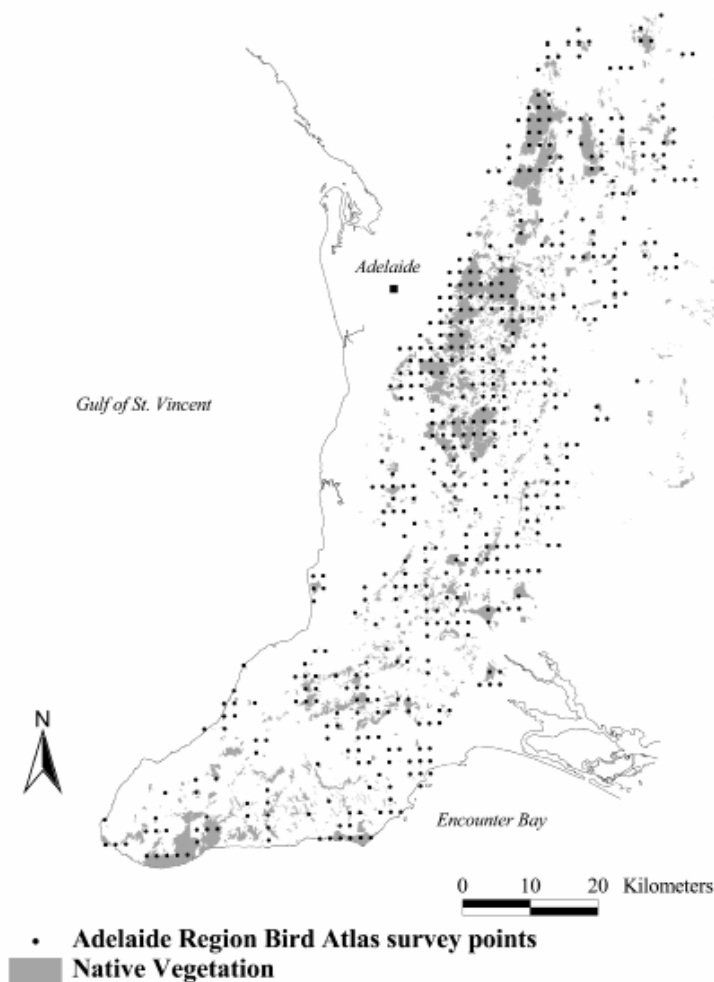 Adelaide
Gulf of St. Vincent
N
Encounter Bay
0 10 20 Kilometers
Adelaide Region Bird Atlas survey points
Native Vegetation